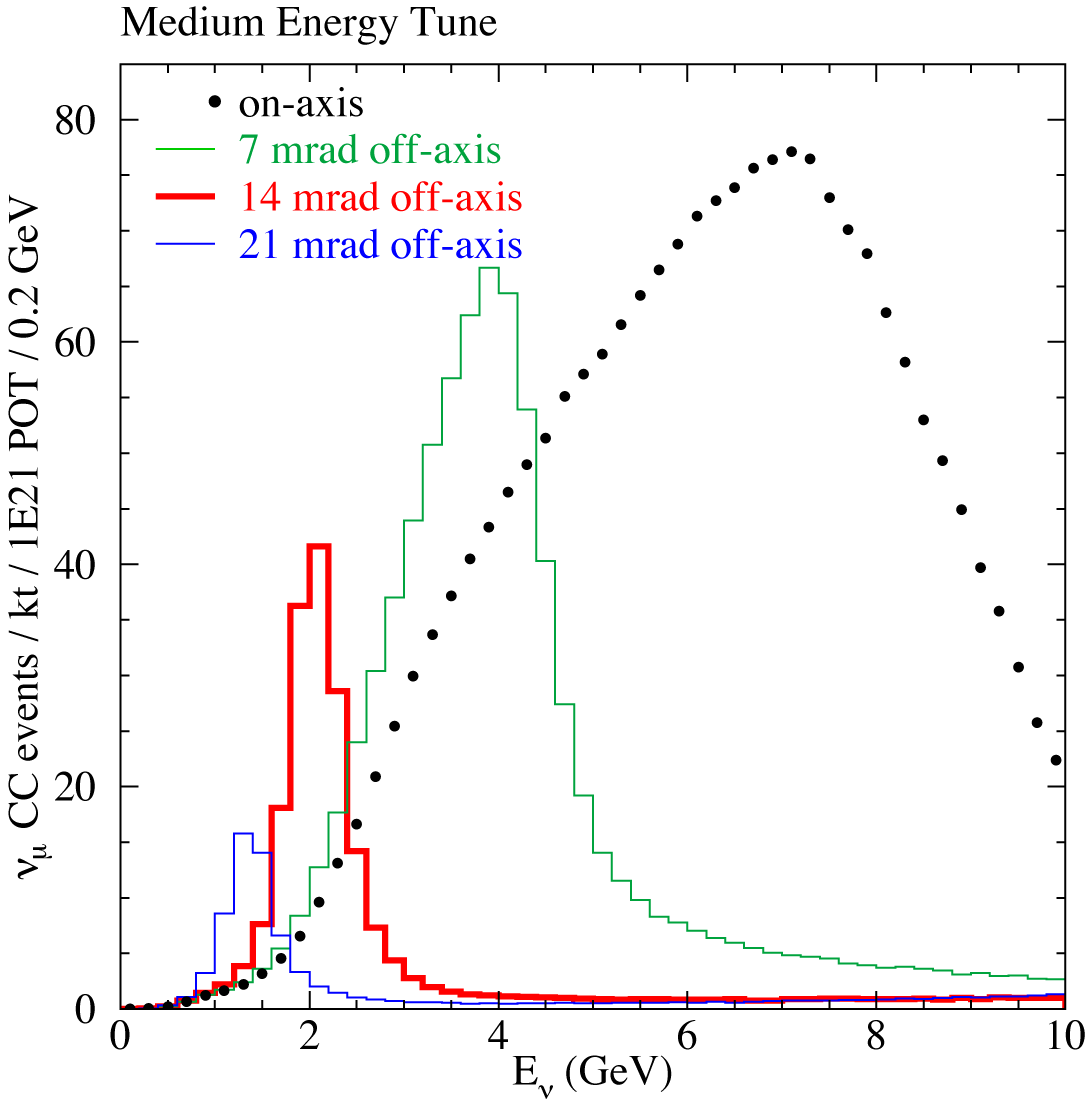 Medium Energy Tune
on-axis
7 mrad off-axis
14 mrad off-axis
21 mrad off-axis
νμ CC events / kt / 1E21 POT / 0.2 GeV
80
60
40
20
0
0 2 4 6 8 10
Eν (GeV)